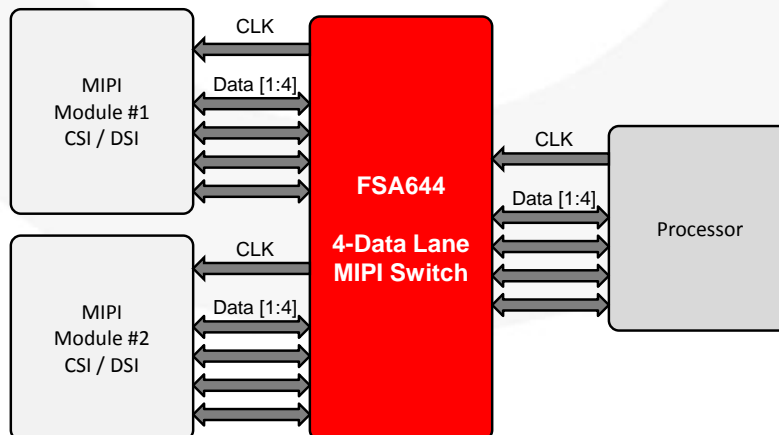 MIPI
Module #1
CSI / DSI
CLK
Data [1:4]
MIPI
Module #2
CSI / DSI
CLK
Data [1:4]
FSA644
4-Data Lane
MIPI Switch
CLK
Data [1:4]
Processor